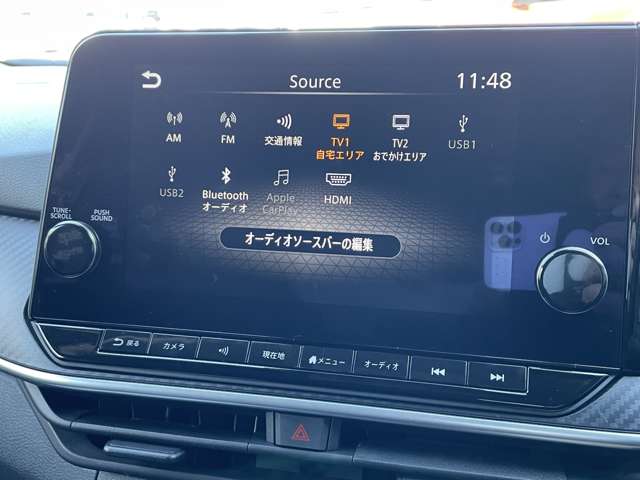 Source
11:48
AM
FM
交通情報
TV1
自宅エリア
TV2
おでかけエリア
USB1
USB2
Bluetooth
オーディオ
Apple
CarPlay
HDMI
オーディオソースバーの編集
TUNE·
SCROLL
PUSH
SOUND
VOL
戻る
カメラ
現在地
メニュー
オーディオ